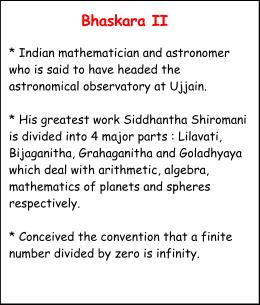 Bhaskara II
* Indian mathematician and astronomer
who is said to have headed the
astronomical observatory at Ujjain.
* His greatest work Siddhantha Shiromani
is divided into 4 major parts : Lilavati,
Bijaganitha, Grahaganitha and Goladhyaya
which deal with arithmetic, algebra,
mathematics of planets and spheres
respectively.
* Conceived the convention that a finite
number divided by zero is infinity.